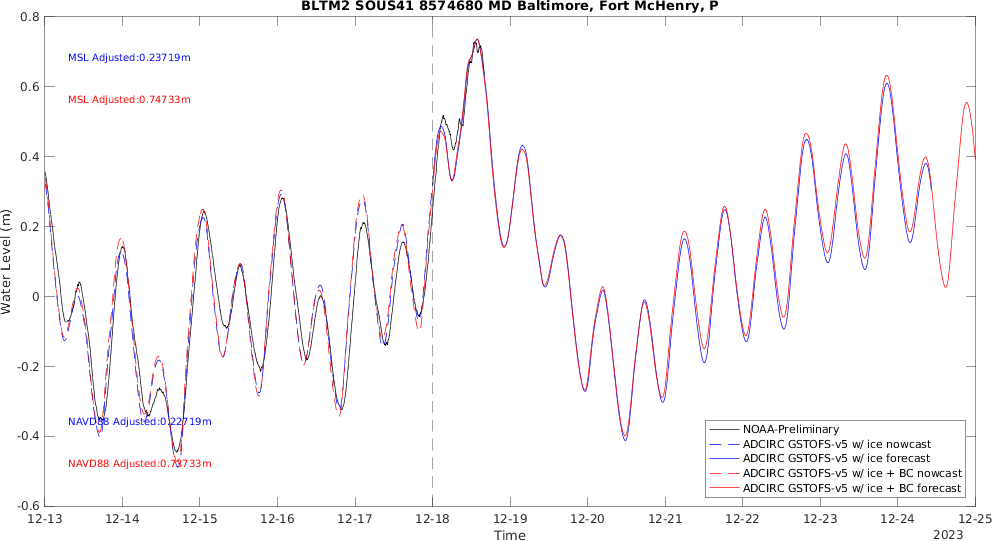 BLTM2 SOUS41 8574680 MD Baltimore, Fort McHenry, P
0.8
0.6
0.4
0.2
0
-0.2
-0.4
-0.6
Water Level (m)
MSL Adjusted:0.23719m
MSL Adjusted:0.74733m
NAVD88 Adjusted:0.22719m
NAVD88 Adjusted:0.73733m
NOAA-Preliminary
ADCIRC GSTOFS-v5 w/ ice nowcast
ADCIRC GSTOFS-v5 w/ ice forecast
ADCIRC GSTOFS-v5 w/ ice + BC nowcast
ADCIRC GSTOFS-v5 w/ ice + BC forecast
12-13 12-14 12-15 12-16 12-17 12-18 12-19 12-20 12-21 12-22 12-23 12-24 12-25
Time
2023